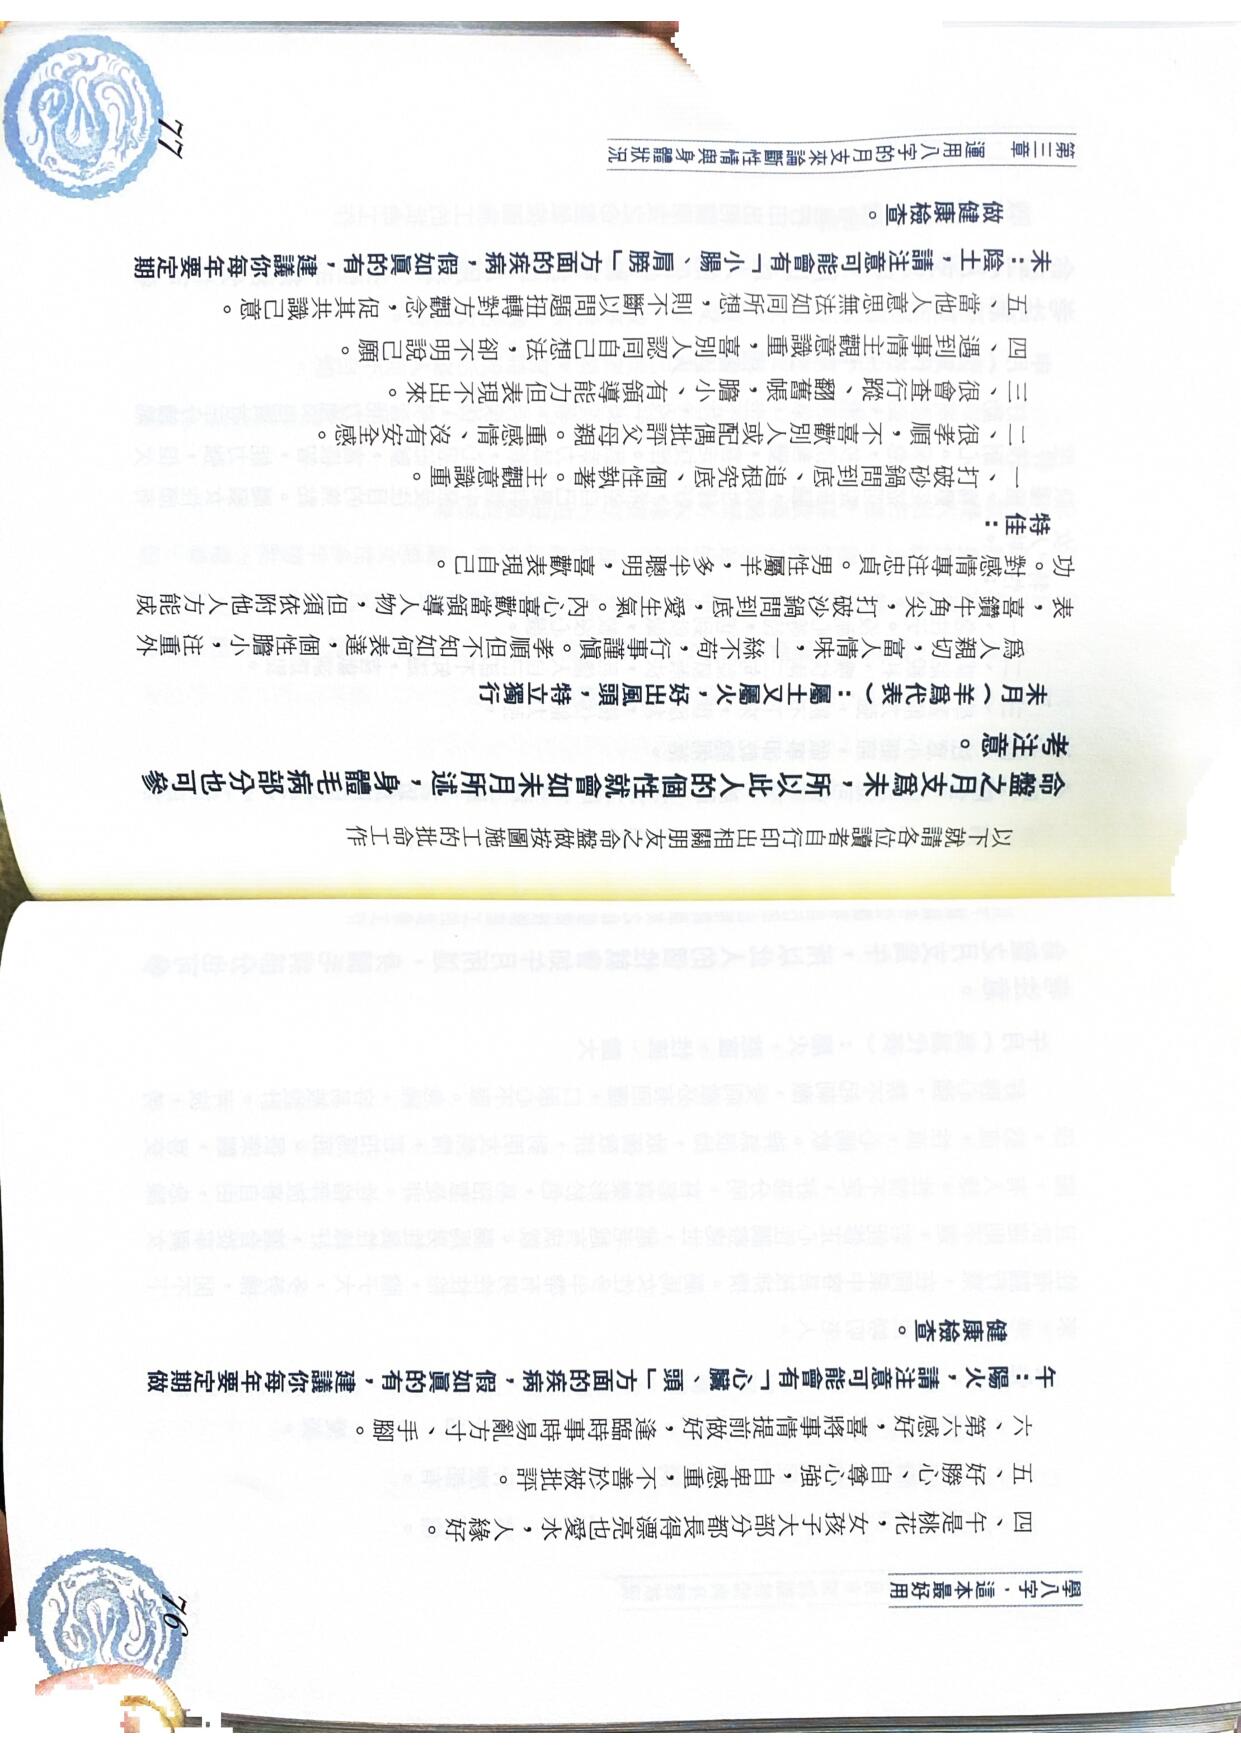 學八字，這本最好用
四、午是桃花，女孩子大部分都長得漂亮也愛水，人緣好。
五、好勝心、自尊心強，自卑感重，不善於被批評。
六、第六感好，喜將事情提前做好，逢臨時事時易亂方寸、手腳。
午：陽火，請注意可能會有「心臟、頭」方面的疾病，假如眞的有，建議你每年要定期做
健康檢查。
76
以下就請各位讀者自行印出相關朋友之命盤做按圖施工的批命工作
命盤之月支爲未，所以此人的個性就會如未月所述，身體毛病部分也可參
考注意。
未月（羊爲代表）：屬土又屬火，好出風頭，特立獨行
爲人親切，富人情味，一絲不苟，行事謹愼。孝順但不知如何表達，個性膽小，注重外
表，喜鑽牛角尖，打破沙鍋問到底，愛生氣。內心喜歡當領導人物，但須依附他人方能成
功。對感情專注忠貞。男性屬羊，多半聰明，喜歡表現自己。
特佳：
一、打破砂鍋問到底、追根究底、個性執著。主觀意識重。
二、很孝順，不喜歡別人或配偶批評父母親。重感情、沒有安全感。
三、很會查行蹤、翻舊帳，膽小、有領導能力但表現不出來。
四、遇到事情主觀意識重，喜別人認同自己想法，卻不明說己願。
五、當他人意思無法如同所想，則不斷以問題扭轉對方觀念，促其共識己意。
未：陰土，請注意可能會有「小腸、肩膀」方面的疾病，假如眞的有，建議你每年要定期
做健康檢查。
第三章　運用八字的月支來論斷性情與身體狀況
77